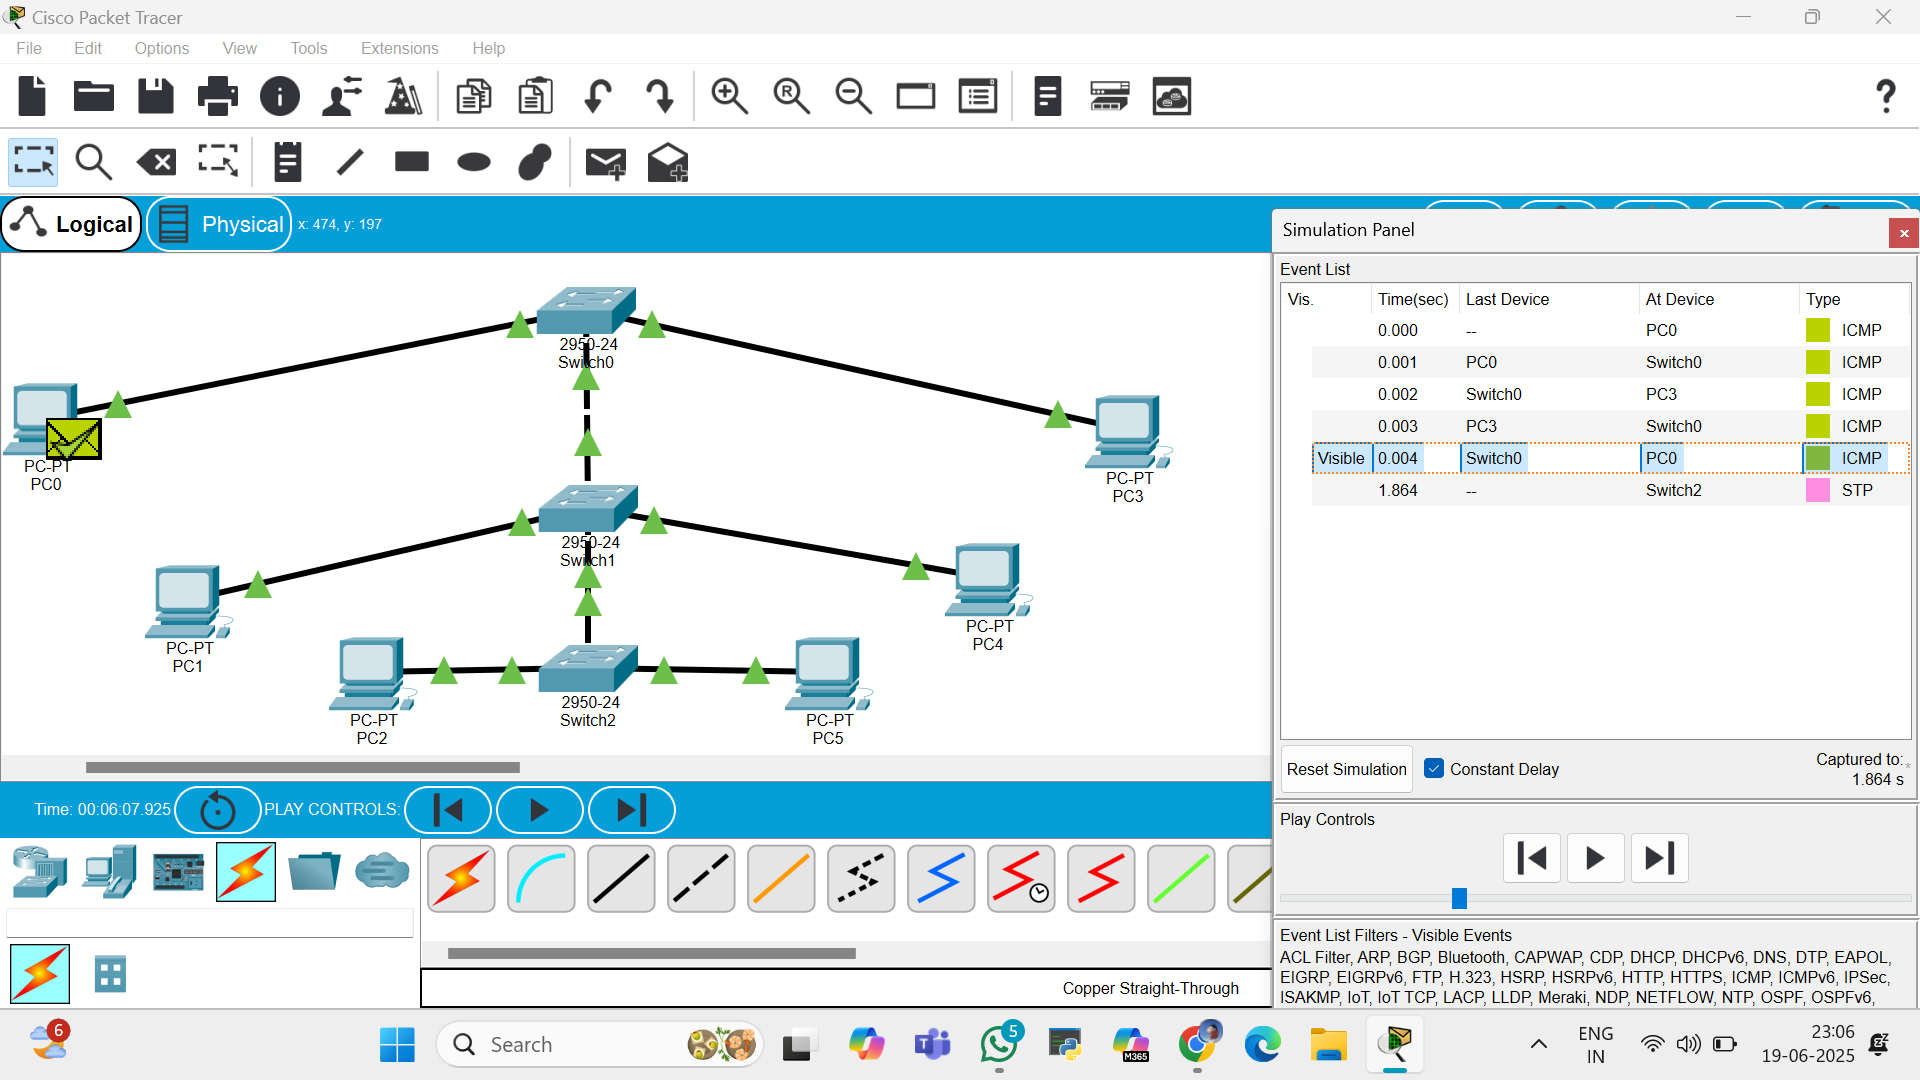 Cisco Packet Tracer
File Edit Options View Tools Extensions Help
Logical Physical x: 474, y: 197
2950-24
Switch0
PC-PT
PC0
PC-PT
PC3
2950-24
Switch1
PC-PT
PC1
PC-PT
PC4
2950-24
Switch2
PC-PT
PC2
PC-PT
PC5
Time: 00:06:07.925 PLAY CONTROLS:
Copper Straight-Through
Simulation Panel
Event List
Vis. Time(sec) Last Device At Device Type
0.000 -- PC0 ICMP
0.001 PC0 Switch0 ICMP
0.002 Switch0 PC3 ICMP
0.003 PC3 Switch0 ICMP
Visible 0.004 Switch0 PC0 ICMP
1.864 -- Switch2 STP
Reset Simulation Constant Delay Captured to: *
1.864 s
Play Controls
Event List Filters - Visible Events
ACL Filter, ARP, BGP, Bluetooth, CAPWAP, CDP, DHCP, DHCPv6, DNS, DTP, EAPOL,
EIGRP, EIGRPv6, FTP, H.323, HSRP, HSRPv6, HTTP, HTTPS, ICMP, ICMPv6, IPSec,
ISAKMP, IoT, IoT TCP, LACP, LLDP, Meraki, NDP, NETFLOW, NTP, OSPF, OSPFv6,
6
Search
5
M365
ENG
IN
23:06
19-06-2025